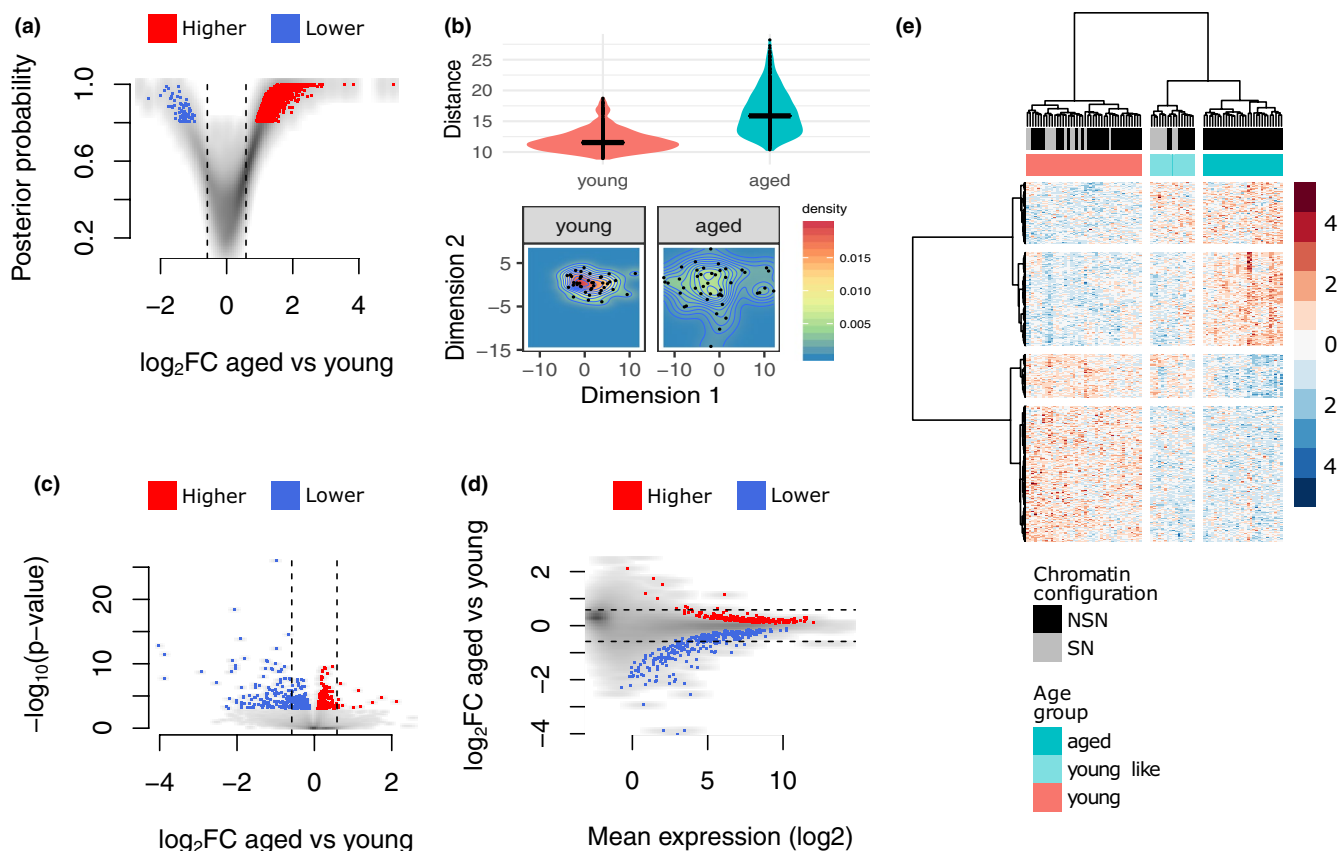 (a)
Higher
Lower
Posterior probability
1.0
0.6
0.2
−2
0
2
4
log2FC aged vs young
(b)
Distance
25
20
15
10
young
aged
density
0.015
0.010
0.005
young
aged
Dimension 2
5
−5
−15
−10
0
10
−10
0
10
Dimension 1
(c)
Higher
Lower
−log10(p−value)
20
10
0
−4
−2
0
2
log2FC aged vs young
(d)
Higher
Lower
log2FC aged vs young
2
0
−2
−4
0
5
10
Mean expression (log2)
(e)
4
2
0
2
4
Chromatin
configuration
NSN
SN
Age
group
aged
young like
young